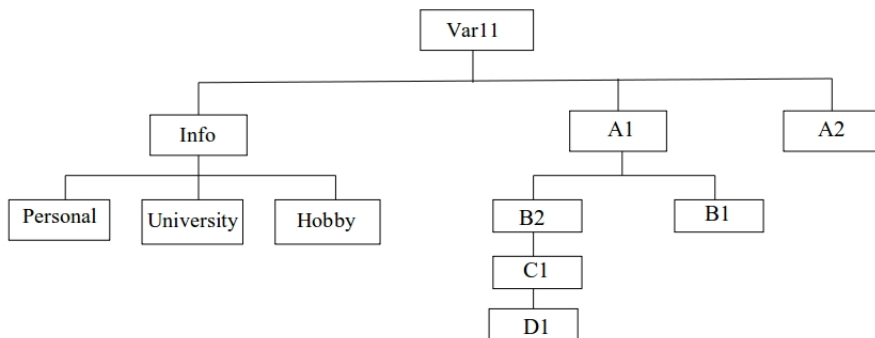 Var11
Info
A1
A2
Personal
University
Hobby
B2
B1
C1
D1